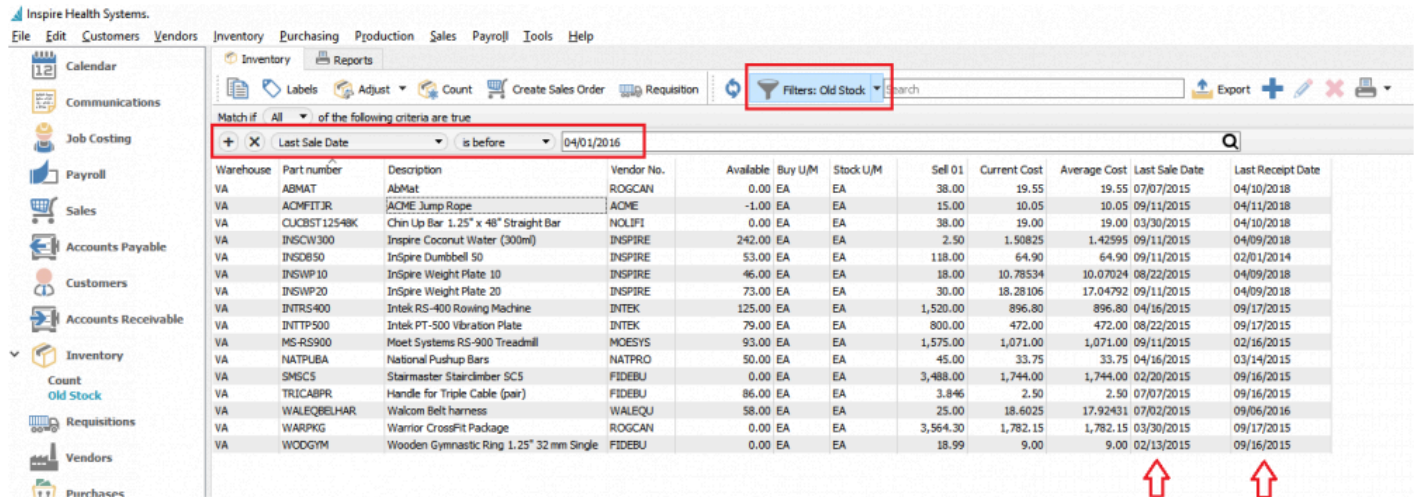 Inspire Health Systems.
File Edit Customers Vendors Inventory Purchasing Production Sales Payroll Tools Help
12 Calendar
Communications
Job Costing
Payroll
Sales
Accounts Payable
Customers
Accounts Receivable
Inventory
Count
Old Stock
Requisitions
Vendors
Purchases
Inventory Reports
Labels Adjust Count Create Sales Order Requisition Filters: Old Stock Search Export
Match if All of the following criteria are true
Last Sale Date is before 04/01/2016
Warehouse Part number Description Vendor No. Available Buy U/M Stock U/M Sell 01 Current Cost Average Cost Last Sale Date Last Receipt Date
VA ABMAT AbMat ROGCAN 0.00 EA EA 38.00 19.55 19.55 07/07/2015 04/10/2018
VA ACMFITJR ACME Jump Rope ACME -1.00 EA EA 15.00 10.05 10.05 09/11/2015 04/11/2018
VA CUCBST12548K Chin Up Bar 1.25" x 48" Straight Bar NOLIFI 0.00 EA EA 38.00 19.00 19.00 03/30/2015 04/10/2018
VA INSCW300 Inspire Coconut Water (300ml) INSPIRE 242.00 EA EA 2.50 1.50825 1.42595 09/11/2015 04/09/2018
VA INSDB50 InSpire Dumbbell 50 INSPIRE 53.00 EA EA 118.00 64.90 64.90 09/11/2015 02/01/2014
VA INSWP10 InSpire Weight Plate 10 INSPIRE 46.00 EA EA 18.00 10.78534 10.07024 08/22/2015 04/09/2018
VA INSWP20 InSpire Weight Plate 20 INSPIRE 73.00 EA EA 30.00 18.28106 17.04792 09/11/2015 04/09/2018
VA INTRS400 Intek RS-400 Rowing Machine INTEK 125.00 EA EA 1,520.00 896.80 896.80 04/16/2015 09/17/2015
VA INTTP500 Intek PT-500 Vibration Plate INTEK 79.00 EA EA 800.00 472.00 472.00 08/22/2015 09/17/2015
VA MS-RS900 Moet Systems RS-900 Treadmill MOESYS 93.00 EA EA 1,575.00 1,071.00 1,071.00 09/11/2015 02/16/2015
VA NATPUBA National Pushup Bars NATPRO 50.00 EA EA 45.00 33.75 33.75 04/16/2015 03/14/2015
VA SMSC5 Stairmaster Stairclimber SC5 FIDEBU 0.00 EA EA 3,488.00 1,744.00 1,744.00 02/20/2015 09/16/2015
VA TRICABPR Handle for Triple Cable (pair) FIDEBU 86.00 EA EA 3.846 2.50 2.50 07/07/2015 09/16/2015
VA WALEQBELHAR Walcom Belt harness WALEQU 58.00 EA EA 25.00 18.6025 17.92431 07/02/2015 09/06/2016
VA WARPKG Warrior CrossFit Package ROGCAN 0.00 EA EA 3,564.30 1,782.15 1,782.15 03/30/2015 09/17/2015
VA WODGYM Wooden Gymnastic Ring 1.25" 32 mm Single FIDEBU 0.00 EA EA 18.99 9.00 9.00 02/13/2015 09/16/2015